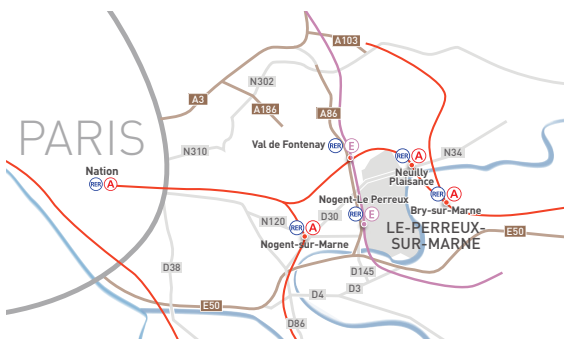 A103
N302
A3
A186
A86
PARIS
Val de Fontenay
RER E
N310
RER A
N34
Neuilly
Plaisance
Nation
RER A
Nogent-Le Perreux
RER E
RER A
Bry-sur-Marne
N120
D30
RER A
Nogent-sur-Marne
LE-PERREUX-
SUR-MARNE
E50
D38
D145
D3
D4
E50
D86